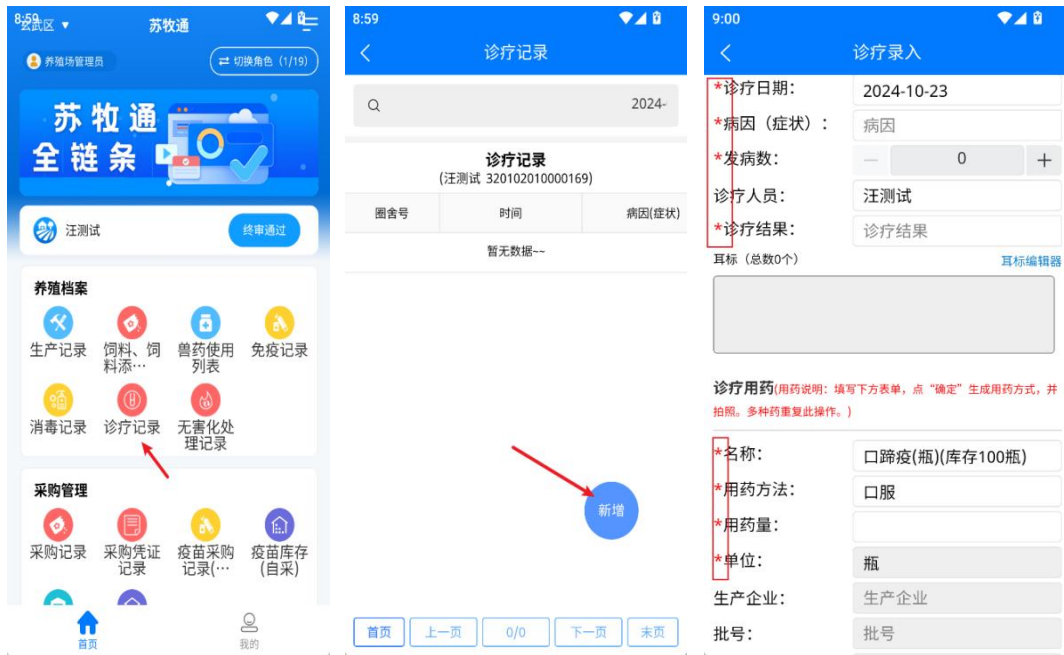 8:59
玄武区 ▼
苏牧通
养殖场管理员
切换角色 (1/19)
苏牧通
全链条
汪测试
终审通过
养殖档案
生产记录
饲料、饲
料添…
兽药使用
列表
免疫记录
消毒记录
诊疗记录
无害化处
理记录
采购管理
采购记录
采购凭证
记录
疫苗采购
记录(…
疫苗库存
(自采)
首页
我的
8:59
诊疗记录
2024-
诊疗记录
(汪测试 320102010000169)
圈舍号
时间
病因(症状)
暂无数据~~
新增
首页
上一页
0/0
下一页
末页
9:00
诊疗录入
*诊疗日期:
2024-10-23
*病因（症状）:
病因
*发病数:
— 0 +
诊疗人员:
汪测试
*诊疗结果:
诊疗结果
耳标（总数0个）
耳标编辑器
诊疗用药(用药说明：填写下方表单，点“确定”生成用药方式，并
拍照。多种药重复此操作。)
*名称:
口蹄疫(瓶)(库存100瓶)
*用药方法:
口服
*用药量:
*单位:
瓶
生产企业:
生产企业
批号:
批号